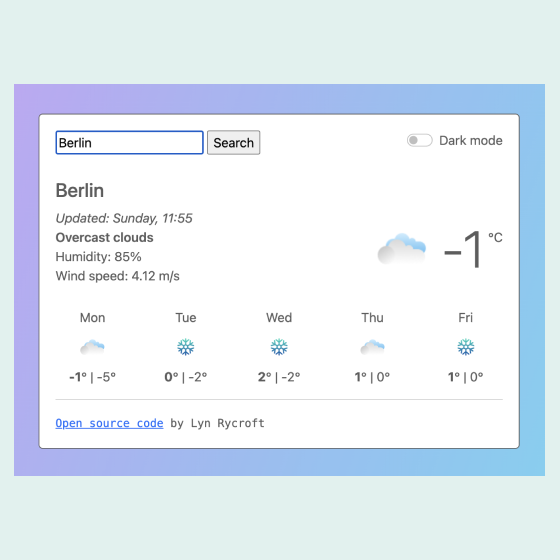 Berlin Search Dark mode
Berlin
Updated: Sunday, 11:55
Overcast clouds
Humidity: 85%
Wind speed: 4.12 m/s
-1 °C
Mon Tue Wed Thu Fri
-1° | -5° 0° | -2° 2° | -2° 1° | 0° 1° | 0°
Open source code by Lyn Rycroft